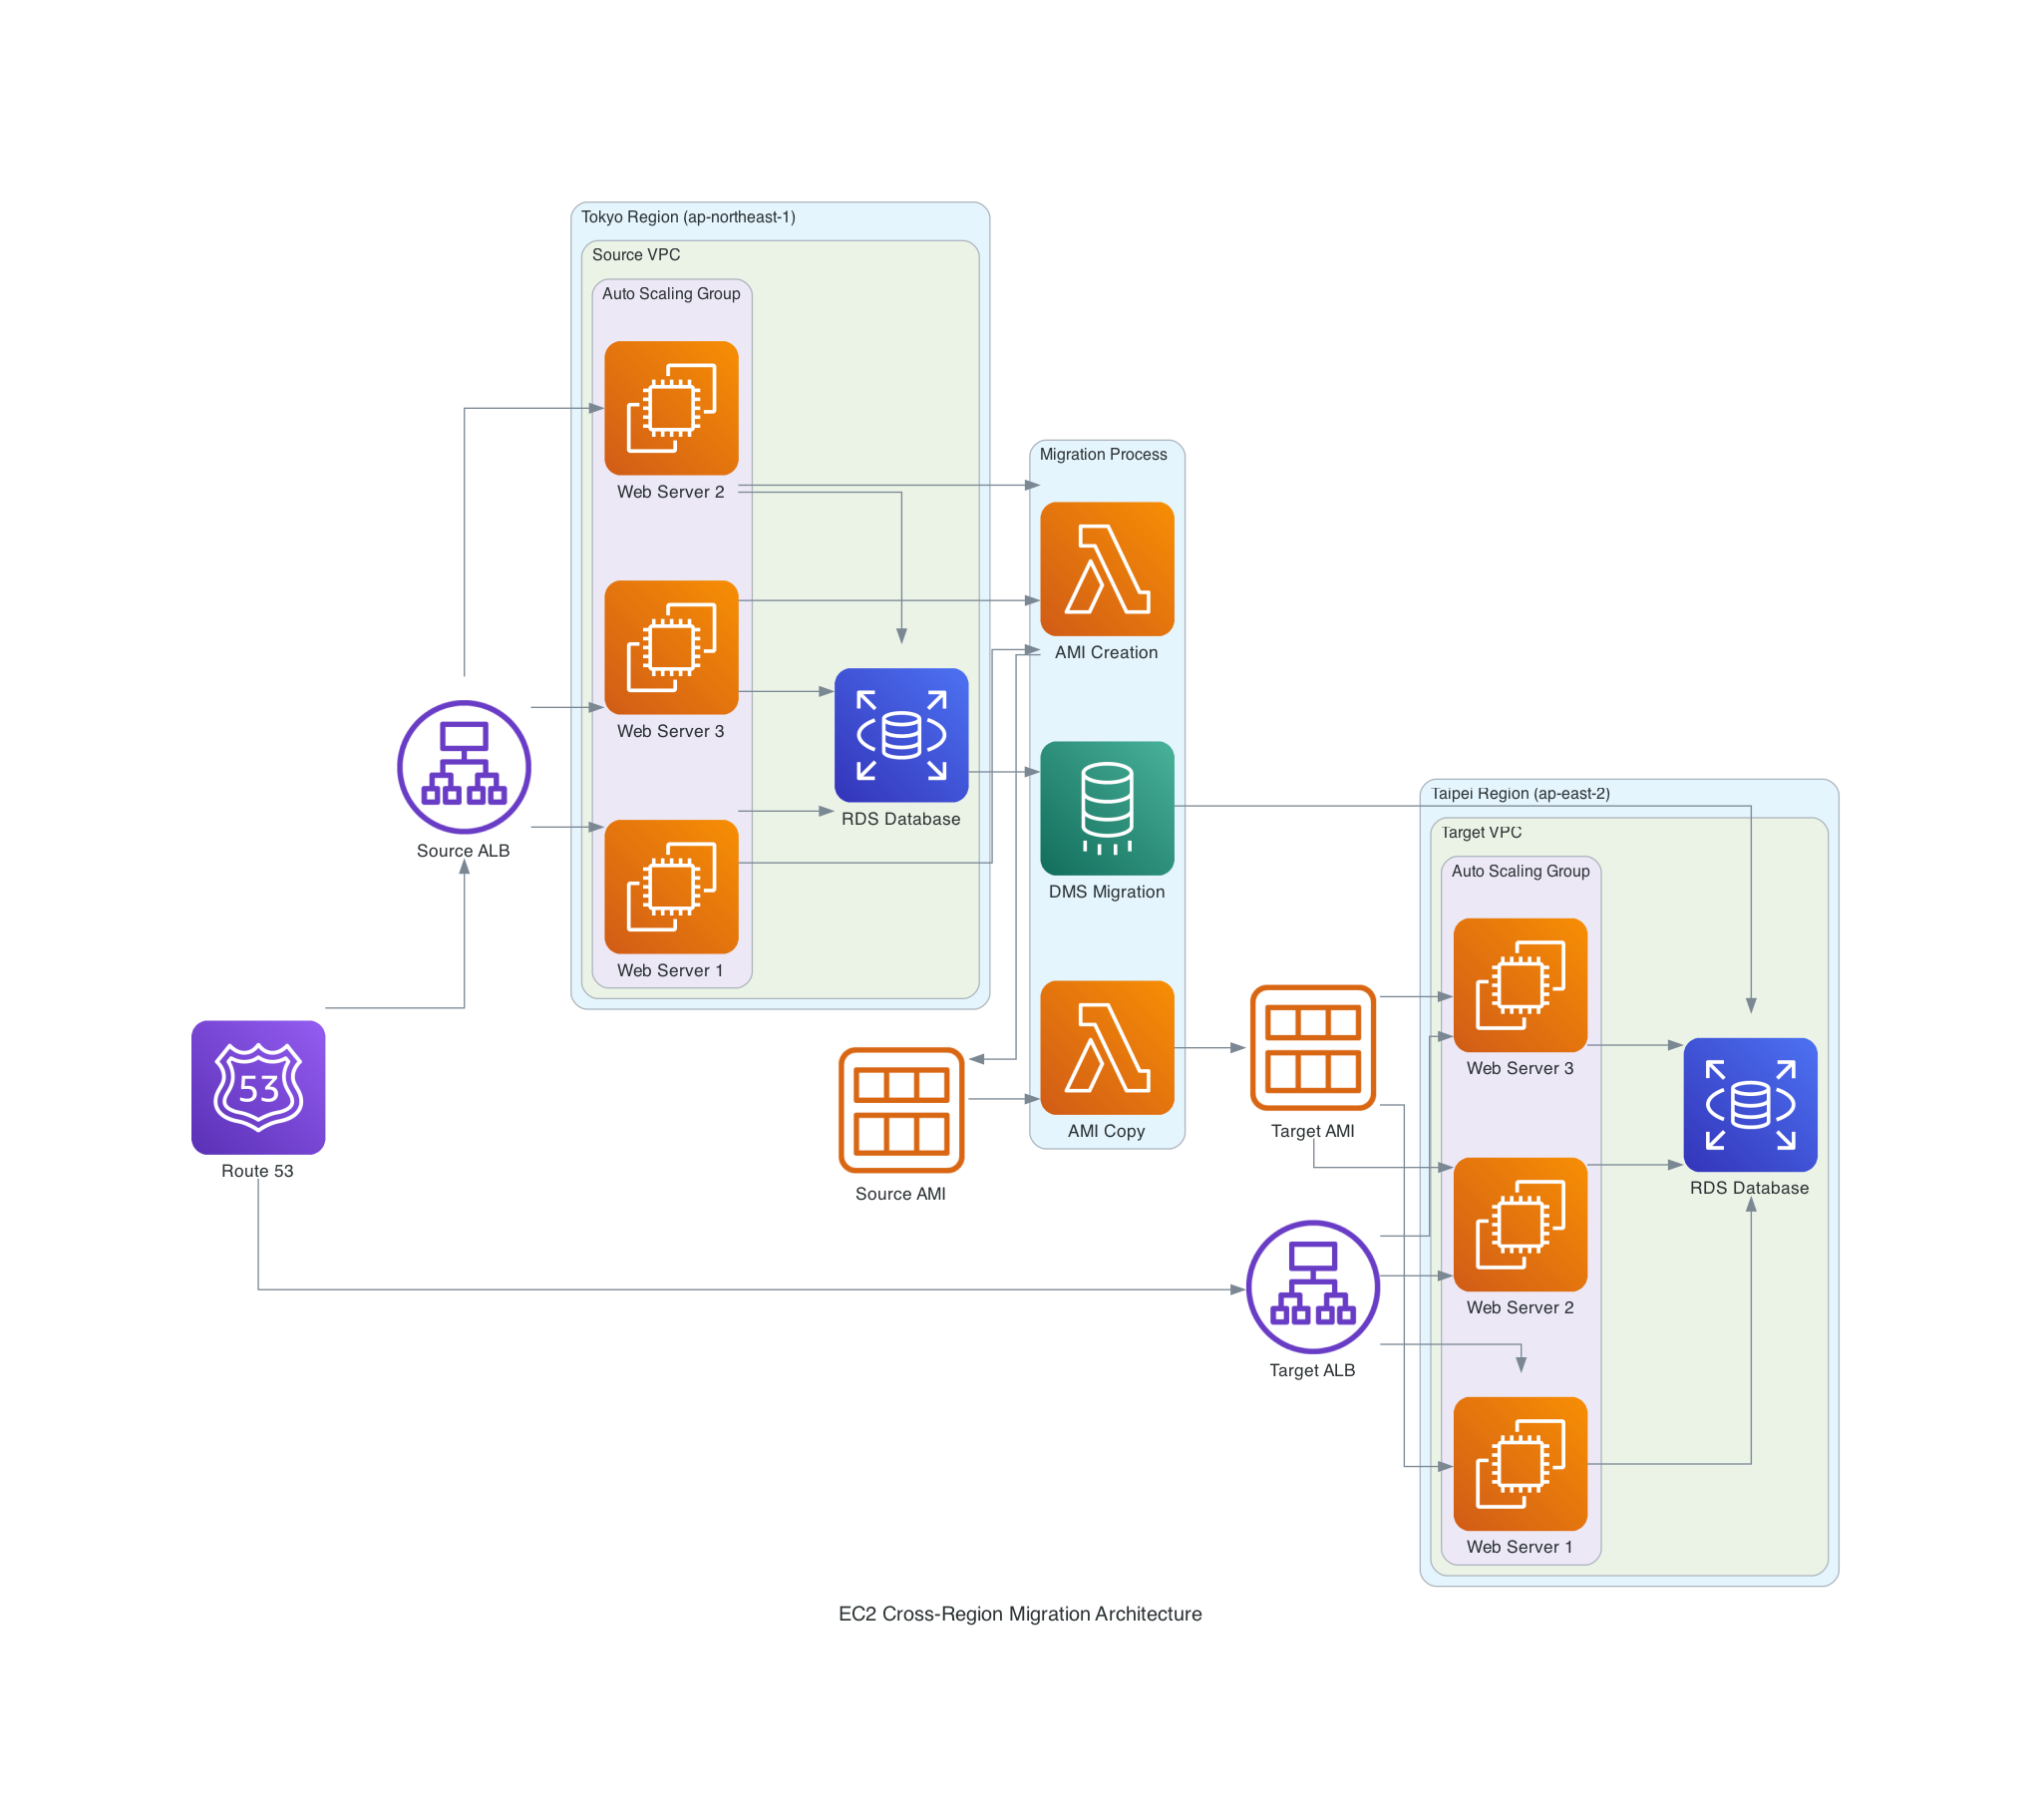 Tokyo Region (ap-northeast-1)
Source VPC
Auto Scaling Group
Web Server 2
Web Server 3
Web Server 1
RDS Database
Source ALB
53
Route 53
Migration Process
AMI Creation
DMS Migration
AMI Copy
Source AMI
Target AMI
Target ALB
Taipei Region (ap-east-2)
Target VPC
Auto Scaling Group
Web Server 3
Web Server 2
Web Server 1
RDS Database
EC2 Cross-Region Migration Architecture